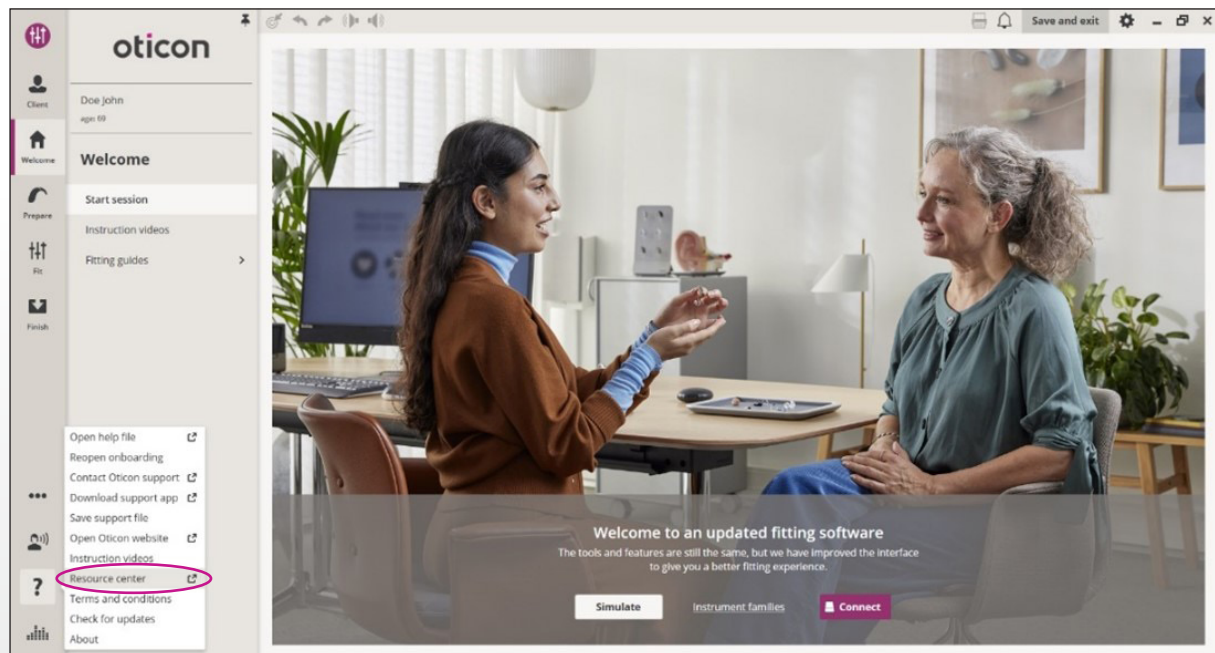 oticon
Save and exit
Client
Doe John
age: 69
Welcome
Welcome
Start session
Prepare
Instruction videos
Fit
Fitting guides
Finish
Open help file
Reopen onboarding
Contact Oticon support
Download support app
Save support file
Open Oticon website
Instruction videos
Resource center
?
Terms and conditions
Check for updates
About
Welcome to an updated fitting software
The tools and features are still the same, but we have improved the interface
to give you a better fitting experience.
Simulate
Instrument families
Connect